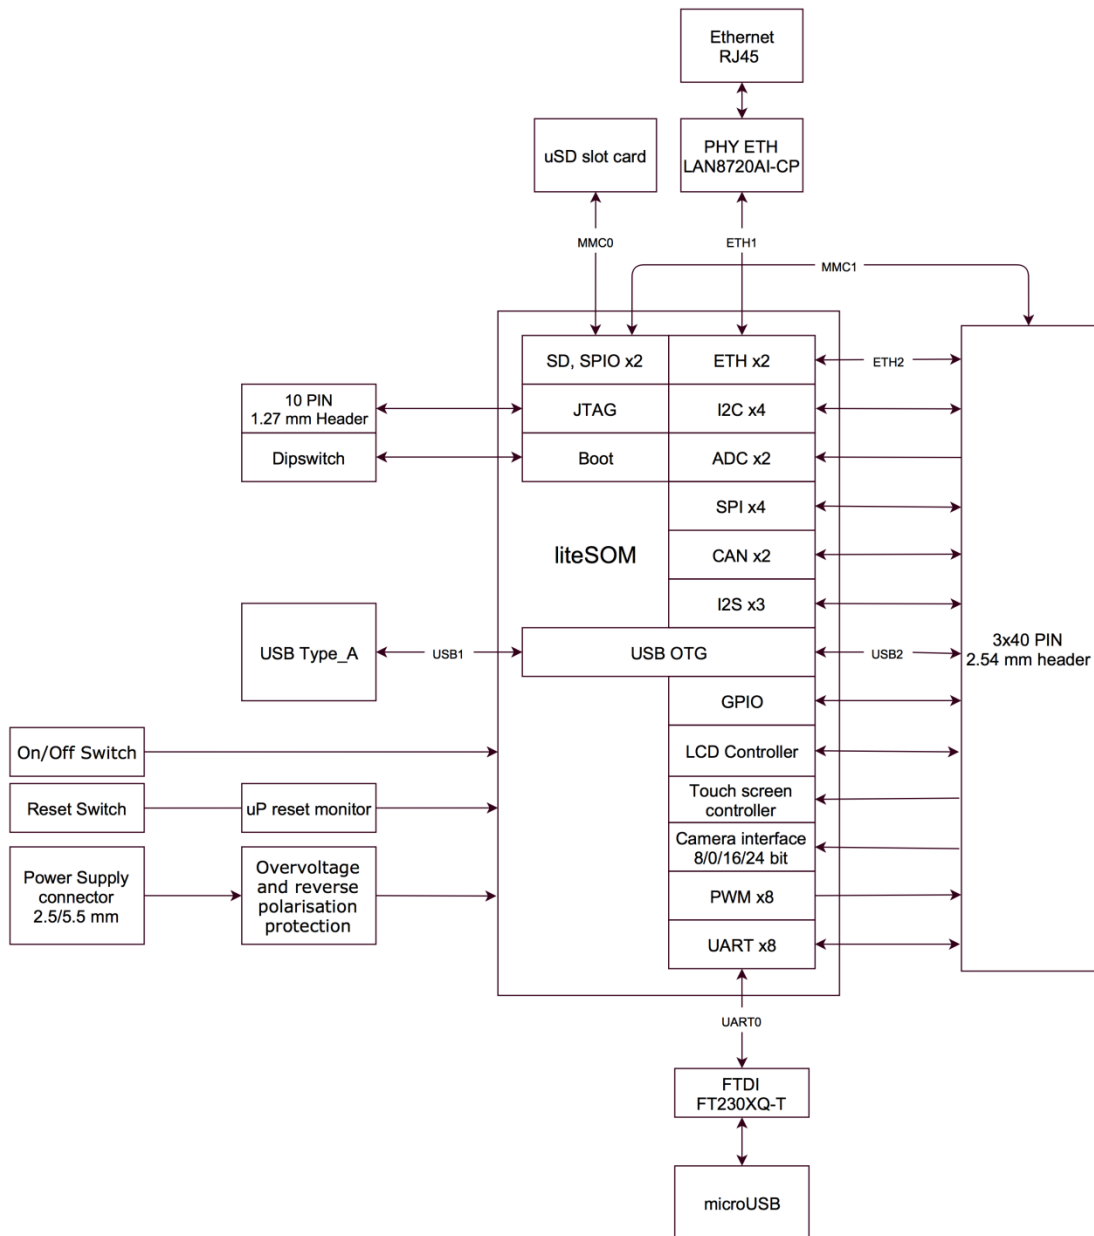 Ethernet
RJ45
uSD slot card
PHY ETH
LAN8720AI-CP
MMC0
ETH1
MMC1
SD, SPIO x2
ETH x2
ETH2
10 PIN
1.27 mm Header
JTAG
I2C x4
Dipswitch
Boot
ADC x2
SPI x4
liteSOM
CAN x2
I2S x3
USB Type_A
USB1
USB OTG
USB2
3x40 PIN
2.54 mm header
GPIO
On/Off Switch
LCD Controller
Reset Switch
uP reset monitor
Touch screen
controller
Camera interface
8/0/16/24 bit
Power Supply
connector
2.5/5.5 mm
Overvoltage
and reverse
polarisation
protection
PWM x8
UART x8
UART0
FTDI
FT230XQ-T
microUSB